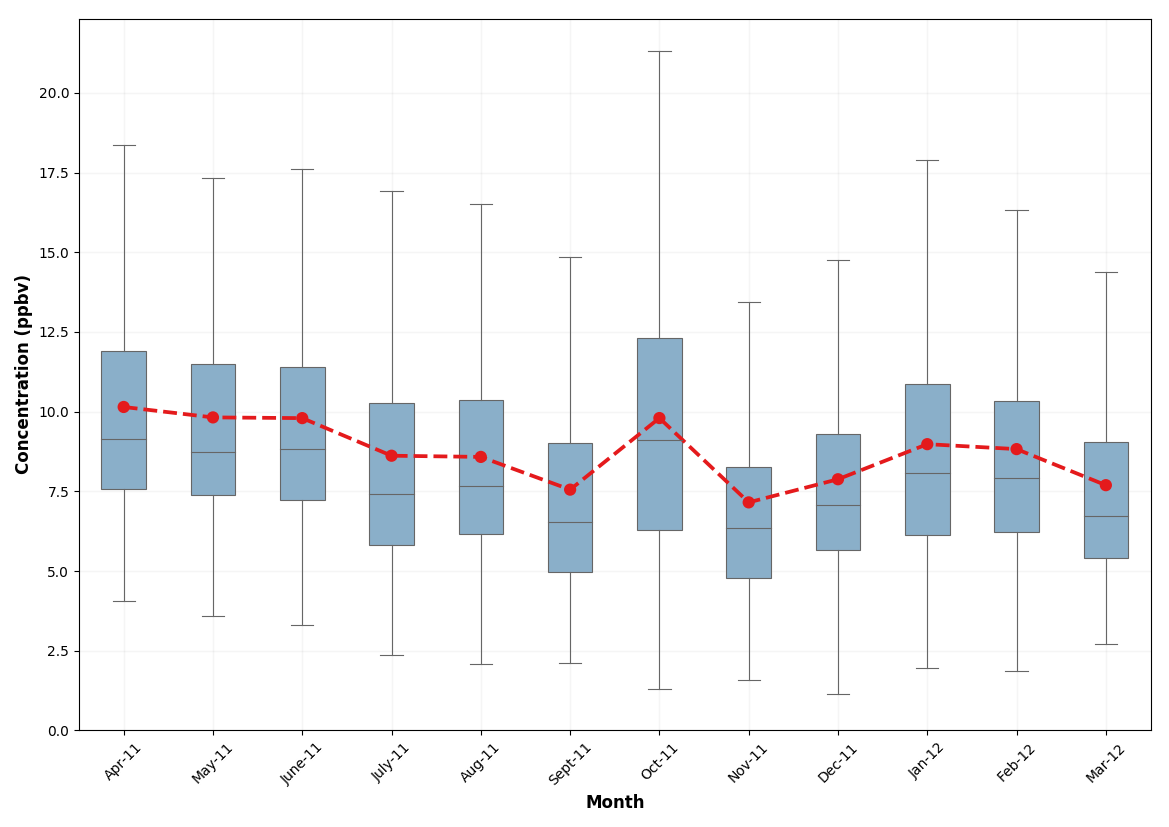 Concentration (ppbv)
20.0
17.5
15.0
12.5
10.0
7.5
5.0
2.5
0.0
Apr-11
May-11
June-11
July-11
Aug-11
Sept-11
Oct-11
Nov-11
Dec-11
Jan-12
Feb-12
Mar-12
Month